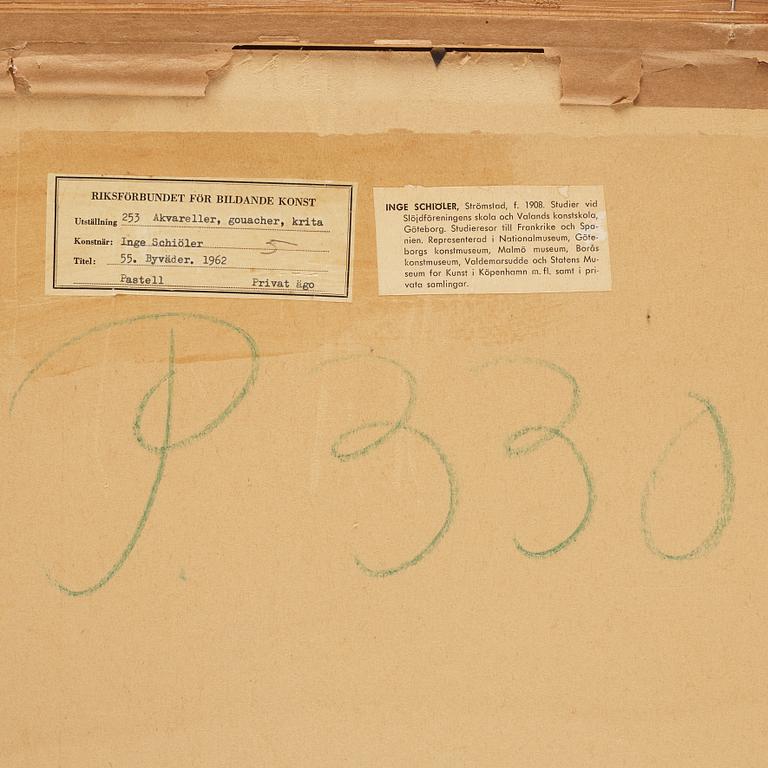 RIKSFÖRBUNDET FÖR BILDANDE KONST
Utställning 253 Akvareller, gouacher, krita
Konstnär: Inge Schiöler 5
Titel: 55. Byväder. 1962
Pastell Privat ägo
INGE SCHIÖLER, Strömstad, f. 1908. Studier vid
Slöjdföreningens skola och Valands konstskola,
Göteborg. Studieresor till Frankrike och Spa-
nien. Representerad i Nationalmuseum, Göte-
borgs konstmuseum, Malmö museum, Borås
konstmuseum, Valdemarsudde och Statens Mu-
seum for Kunst i Köpenhamn m. fl. samt i pri-
vata samlingar.
P. 330